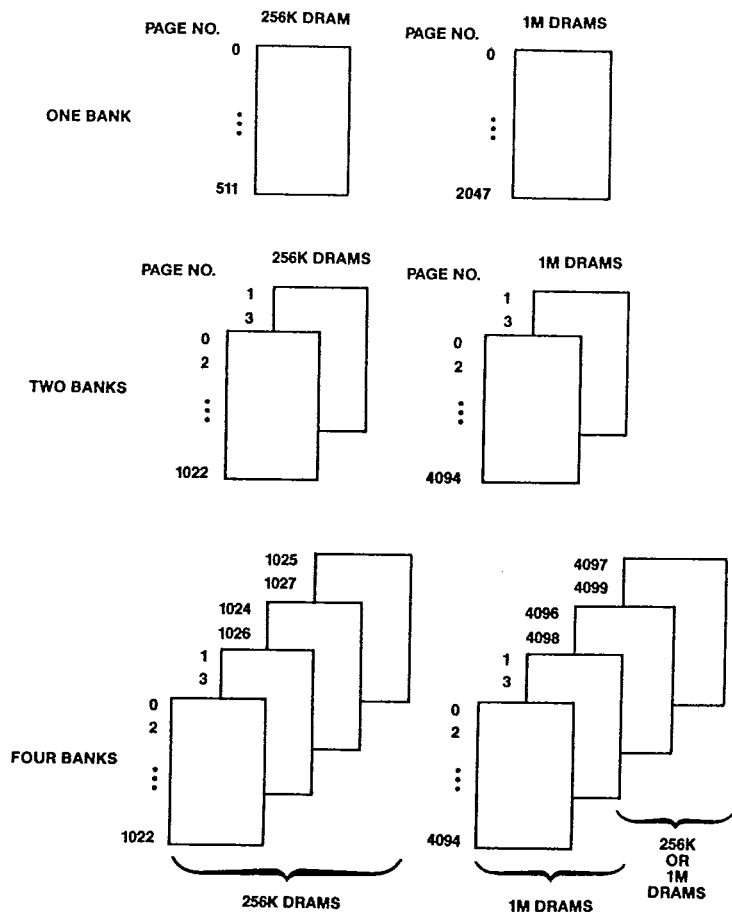 256K DRAM
1M DRAMS
PAGE NO.
PAGE NO.
0
0
ONE BANK
511
2047
256K DRAMS
1M DRAMS
PAGE NO.
PAGE NO.
1
3
0
2
1
3
0
2
TWO BANKS
1022
4094
1025
1027
1024
1026
1
3
0
2
4097
4099
4096
4098
1
3
0
2
FOUR BANKS
1022
4094
256K DRAMS
1M DRAMS
256K
OR
1M
DRAMS